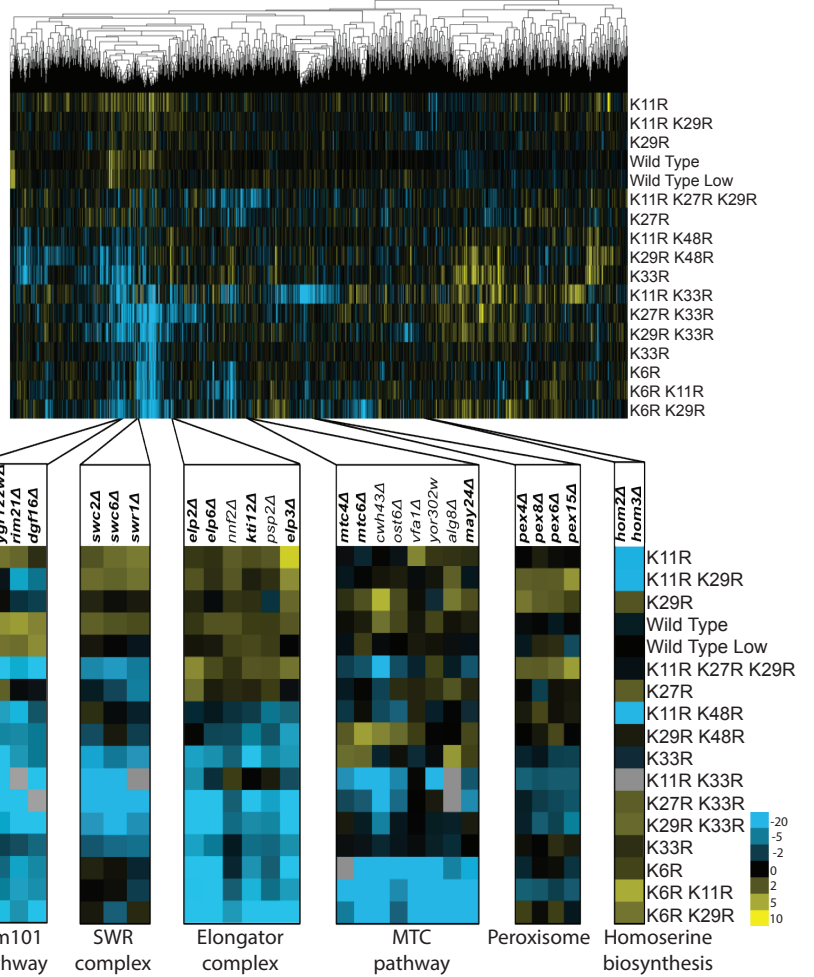 K11R
K11R K29R
K29R
Wild Type
Wild Type Low
K11R K27R K29R
K27R
K11R K48R
K29R K48R
K33R
K11R K33R
K27R K33R
K29R K33R
K33R
K6R
K6R K11R
K6R K29R
rim21Δ
dgf16Δ
swc2Δ
swc6Δ
swr1Δ
elp2Δ
elp6Δ
nnf2Δ
kti12Δ
psp2Δ
elp3Δ
mtc4Δ
mtc6Δ
cwh43Δ
ost6Δ
vfa1Δ
yor302w
alg8Δ
may24Δ
pex4Δ
pex8Δ
pex6Δ
pex15Δ
hom2Δ
hom3Δ
K11R
K11R K29R
K29R
Wild Type
Wild Type Low
K11R K27R K29R
K27R
K11R K48R
K29R K48R
K33R
K11R K33R
K27R K33R
K29R K33R
K33R
K6R
K6R K11R
K6R K29R
-20
-5
-2
0
2
5
10
m101
hway
SWR
complex
Elongator
complex
MTC
pathway
Peroxisome
Homoserine
biosynthesis